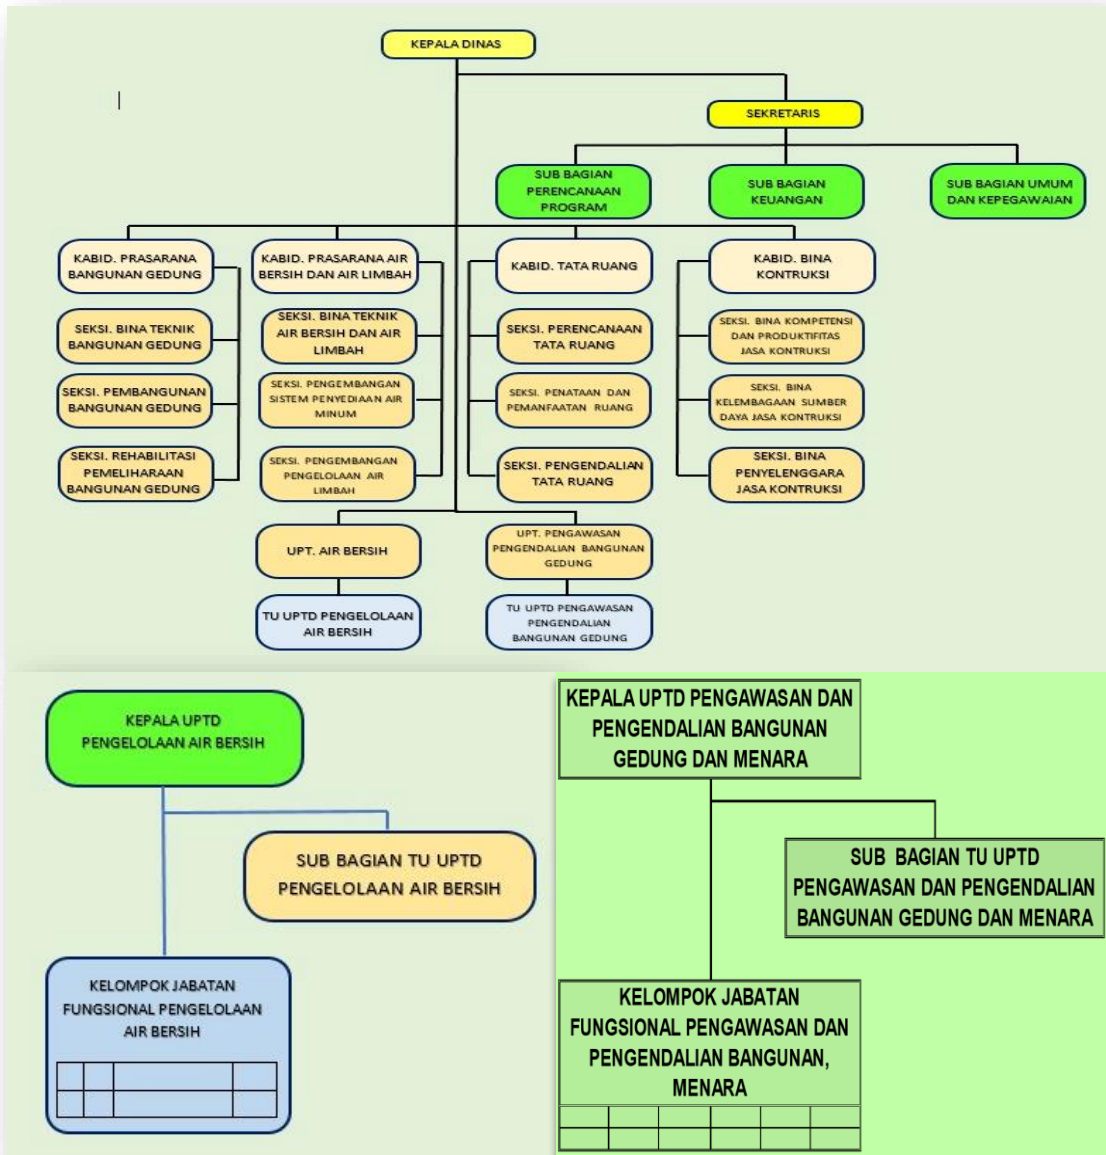 KEPALA DINAS
SEKRETARIS
SUB BAGIAN
PERENCANAAN
PROGRAM
SUB BAGIAN
KEUANGAN
SUB BAGIAN UMUM
DAN KEPEGAWAIAN
KABID. PRASARANA
BANGUNAN GEDUNG
KABID. PRASARANA AIR
BERSIH DAN AIR LIMBAH
KABID. TATA RUANG
KABID. BINA
KONTRUKSI
SEKSI. BINA TEKNIK
BANGUNAN GEDUNG
SEKSI. BINA TEKNIK
AIR BERSIH DAN AIR
LIMBAH
SEKSI. PERENCANAAN
TATA RUANG
SEKSI. BINA KOMPETENSI
DAN PRODUKTIFITAS
JASA KONTRUKSI
SEKSI. PEMBANGUNAN
BANGUNAN GEDUNG
SEKSI. PENGEMBANGAN
SISTEM PENYEDIAAN AIR
MINUM
SEKSI. PENATAAN DAN
PEMANFAATAN RUANG
SEKSI. BINA
KELEMBAGAAN SUMBER
DAYA JASA KONTRUKSI
SEKSI. REHABILITASI
PEMELIHARAAN
BANGUNAN GEDUNG
SEKSI. PENGEMBANGAN
PENGELOLAAN AIR
LIMBAH
SEKSI. PENGENDALIAN
TATA RUANG
SEKSI. BINA
PENYELENGGARA
JASA KONTRUKSI
UPT. AIR BERSIH
UPT. PENGAWASAN
PENGENDALIAN BANGUNAN
GEDUNG
TU UPTD PENGELOLAAN
AIR BERSIH
TU UPTD PENGAWASAN
PENGENDALIAN
BANGUNAN GEDUNG
KEPALA UPTD
PENGELOLAAN AIR BERSIH
SUB BAGIAN TU UPTD
PENGELOLAAN AIR BERSIH
KELOMPOK JABATAN
FUNGSIONAL PENGELOLAAN
AIR BERSIH
KEPALA UPTD PENGAWASAN DAN
PENGENDALIAN BANGUNAN
GEDUNG DAN MENARA
SUB BAGIAN TU UPTD
PENGAWASAN DAN PENGENDALIAN
BANGUNAN GEDUNG DAN MENARA
KELOMPOK JABATAN
FUNGSIONAL PENGAWASAN DAN
PENGENDALIAN BANGUNAN,
MENARA